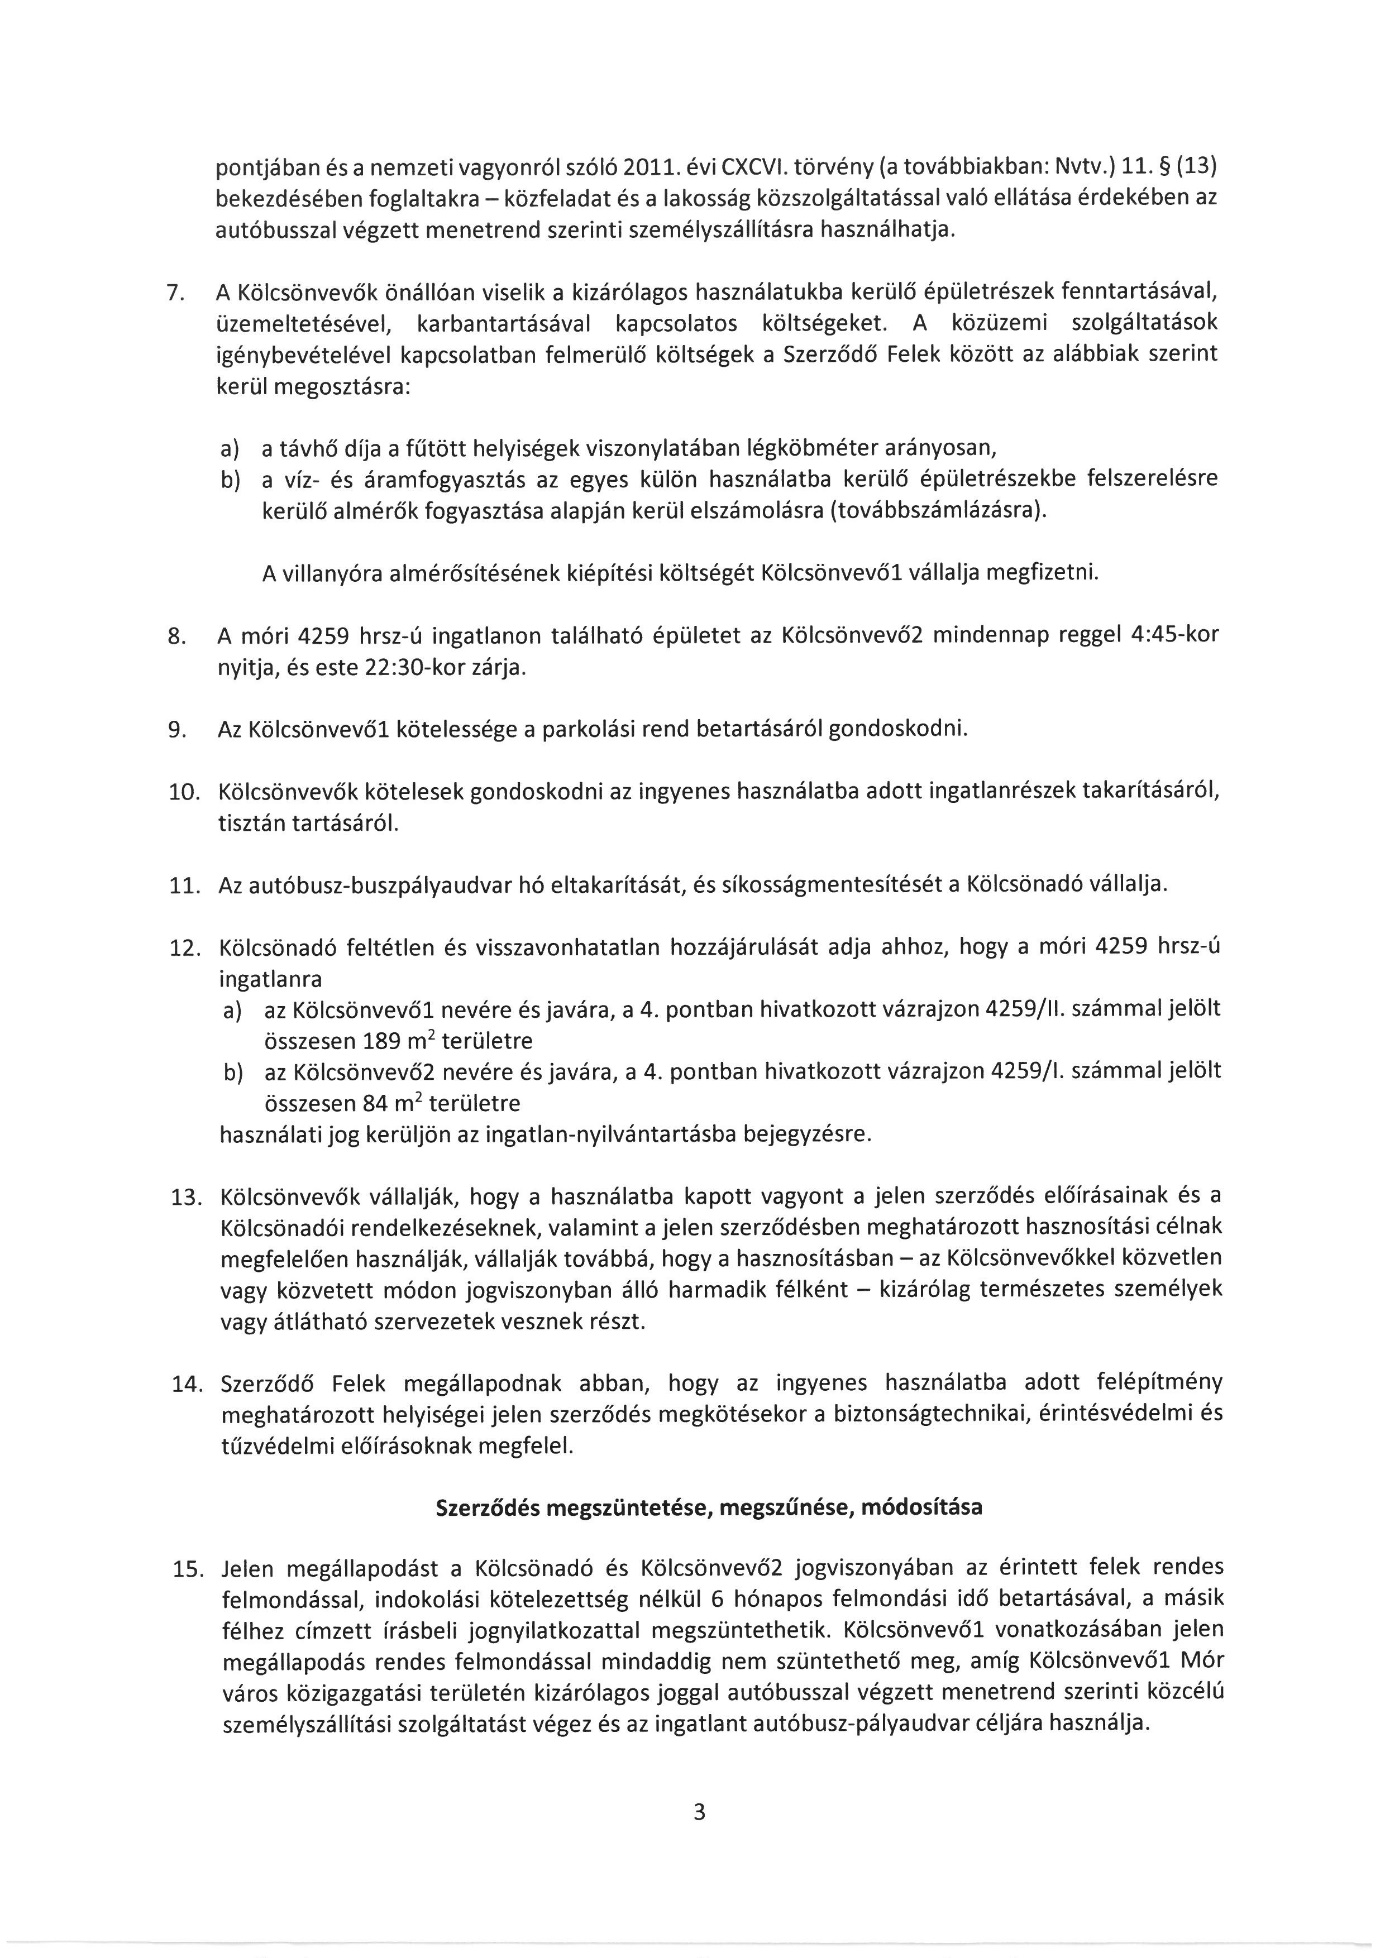 pontjában és a nemzeti vagyonról szóló 2011. évi CXCVI. törvény (a továbbiakban: Nvtv.) 11. § (13)
bekezdésében foglaltakra – közfeladat és a lakosság közszolgáltatással való ellátása érdekében az
autóbusszal végzett menetrend szerinti személyszállításra használhatja.
7. A Kölcsönvevők önállóan viselik a kizárólagos használatukba kerülő épületrészek fenntartásával,
üzemeltetésével, karbantartásával kapcsolatos költségeket. A közüzemi szolgáltatások
igénybevételével kapcsolatban felmerülő költségek a Szerződő Felek között az alábbiak szerint
kerül megosztásra:
a) a távhő díja a fűtött helyiségek viszonylatában légköbméter arányosan,
b) a víz- és áramfogyasztás az egyes külön használatba kerülő épületrészekbe felszerelésre
kerülő almérők fogyasztása alapján kerül elszámolásra (továbbszámlázásra).
A villanyóra almérősítésének kiépítési költségét Kölcsönvevő1 vállalja megfizetni.
8. A móri 4259 hrsz-ú ingatlanon található épületet az Kölcsönvevő2 mindennap reggel 4:45-kor
nyitja, és este 22:30-kor zárja.
9. Az Kölcsönvevő1 kötelessége a parkolási rend betartásáról gondoskodni.
10. Kölcsönvevők kötelesek gondoskodni az ingyenes használatba adott ingatlanrészek takarításáról,
tisztán tartásáról.
11. Az autóbusz-buszpályaudvar hó eltakarítását, és síkosságmentesítését a Kölcsönadó vállalja.
12. Kölcsönadó feltétlen és visszavonhatatlan hozzájárulását adja ahhoz, hogy a móri 4259 hrsz-ú
ingatlanra
a) az Kölcsönvevő1 nevére és javára, a 4. pontban hivatkozott vázrajzon 4259/II. számmal jelölt
összesen 189 m² területre
b) az Kölcsönvevő2 nevére és javára, a 4. pontban hivatkozott vázrajzon 4259/I. számmal jelölt
összesen 84 m² területre
használati jog kerüljön az ingatlan-nyilvántartásba bejegyzésre.
13. Kölcsönvevők vállalják, hogy a használatba kapott vagyont a jelen szerződés előírásainak és a
Kölcsönadói rendelkezéseknek, valamint a jelen szerződésben meghatározott hasznosítási célnak
megfelelően használják, vállalják továbbá, hogy a hasznosításban – az Kölcsönvevőkkel közvetlen
vagy közvetett módon jogviszonyban álló harmadik félként – kizárólag természetes személyek
vagy átlátható szervezetek vesznek részt.
14. Szerződő Felek megállapodnak abban, hogy az ingyenes használatba adott felépítmény
meghatározott helyiségei jelen szerződés megkötésekor a biztonságtechnikai, érintésvédelmi és
tűzvédelmi előírásoknak megfelel.
Szerződés megszüntetése, megszűnése, módosítása
15. Jelen megállapodást a Kölcsönadó és Kölcsönvevő2 jogviszonyában az érintett felek rendes
felmondással, indokolási kötelezettség nélkül 6 hónapos felmondási idő betartásával, a másik
félhez címzett írásbeli jognyilatkozattal megszüntethetik. Kölcsönvevő1 vonatkozásában jelen
megállapodás rendes felmondással mindaddig nem szüntethető meg, amíg Kölcsönvevő1 Mór
város közigazgatási területén kizárólagos joggal autóbusszal végzett menetrend szerinti közcélú
személyszállítási szolgáltatást végez és az ingatlant autóbusz-pályaudvar céljára használja.
3